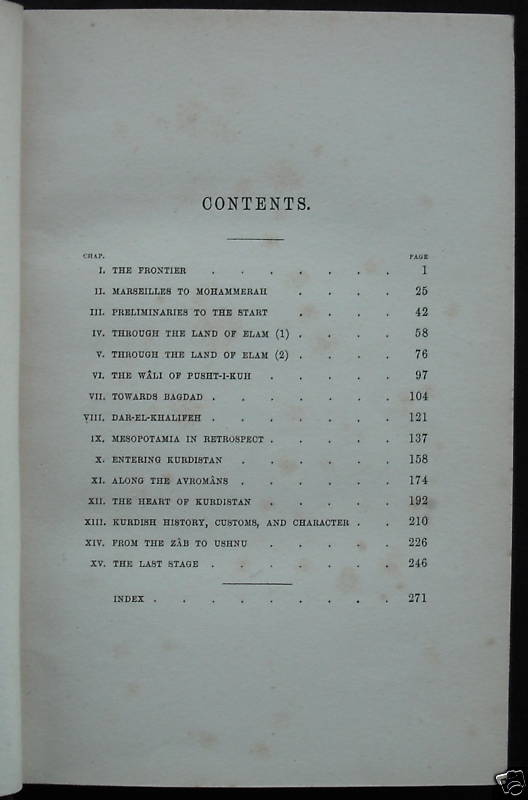 CONTENTS.
CHAP. PAGE
I. THE FRONTIER . . . . . . . 1
II. MARSEILLES TO MOHAMMERAH . . . . 25
III. PRELIMINARIES TO THE START . . . . 42
IV. THROUGH THE LAND OF ELAM (1) . . . . 58
V. THROUGH THE LAND OF ELAM (2) . . . . 76
VI. THE WÂLI OF PUSHT-I-KUH . . . . . 97
VII. TOWARDS BAGDAD . . . . . . . 104
VIII. DAR-EL-KHALIFEH . . . . . . . 121
IX. MESOPOTAMIA IN RETROSPECT . . . . . 137
X. ENTERING KURDISTAN . . . . . . 158
XI. ALONG THE AVROMÂNS . . . . . . 174
XII. THE HEART OF KURDISTAN . . . . . 192
XIII. KURDISH HISTORY, CUSTOMS, AND CHARACTER . . 210
XIV. FROM THE ZÂB TO USHNU . . . . . 226
XV. THE LAST STAGE . . . . . . . 246
INDEX . . . . . . . . . 271